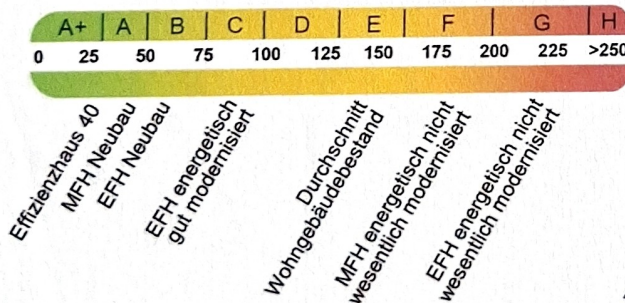 A+ A B C D E F G H
0 25 50 75 100 125 150 175 200 225 >250
Effizienzhaus 40
MFH Neubau
EFH Neubau
EFH energetisch
gut modernisiert
Durchschnitt
Wohngebäudebestand
MFH energetisch nicht
wesentlich modernisiert
EFH energetisch nicht
wesentlich modernisiert